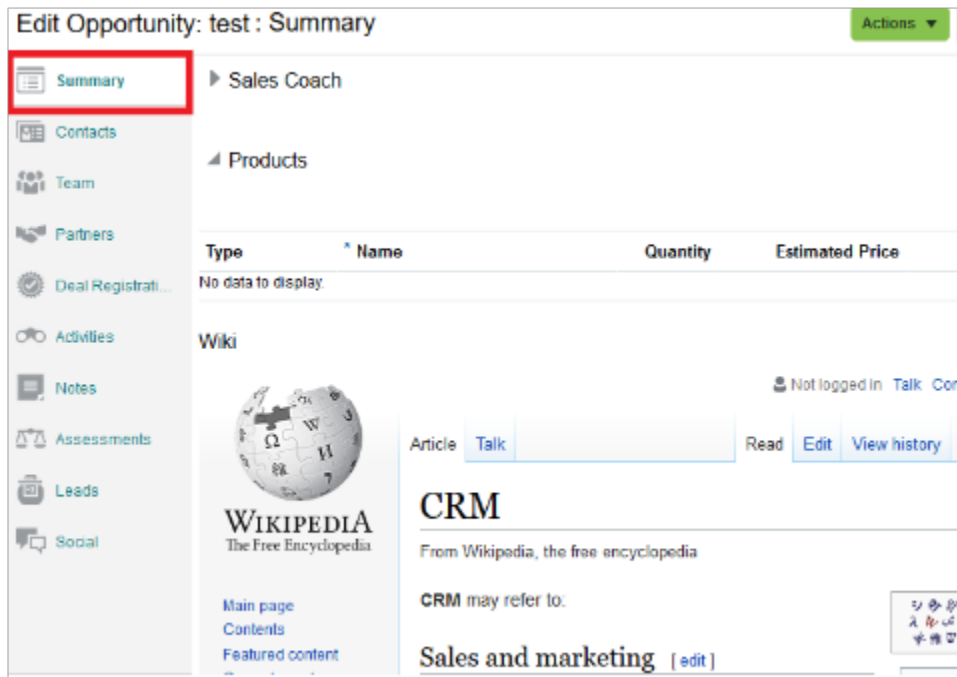 Edit Opportunity: test : Summary
Actions
Summary
Contacts
Team
Partners
Deal Registrati...
Activities
Notes
Assessments
Leads
Social
Sales Coach
Products
Type * Name Quantity Estimated Price
No data to display.
Wiki
Not logged in Talk
Article Talk Read Edit View history
WIKIPEDIA
The Free Encyclopedia
Main page
Contents
Featured content
CRM
From Wikipedia, the free encyclopedia
CRM may refer to:
Sales and marketing [edit]